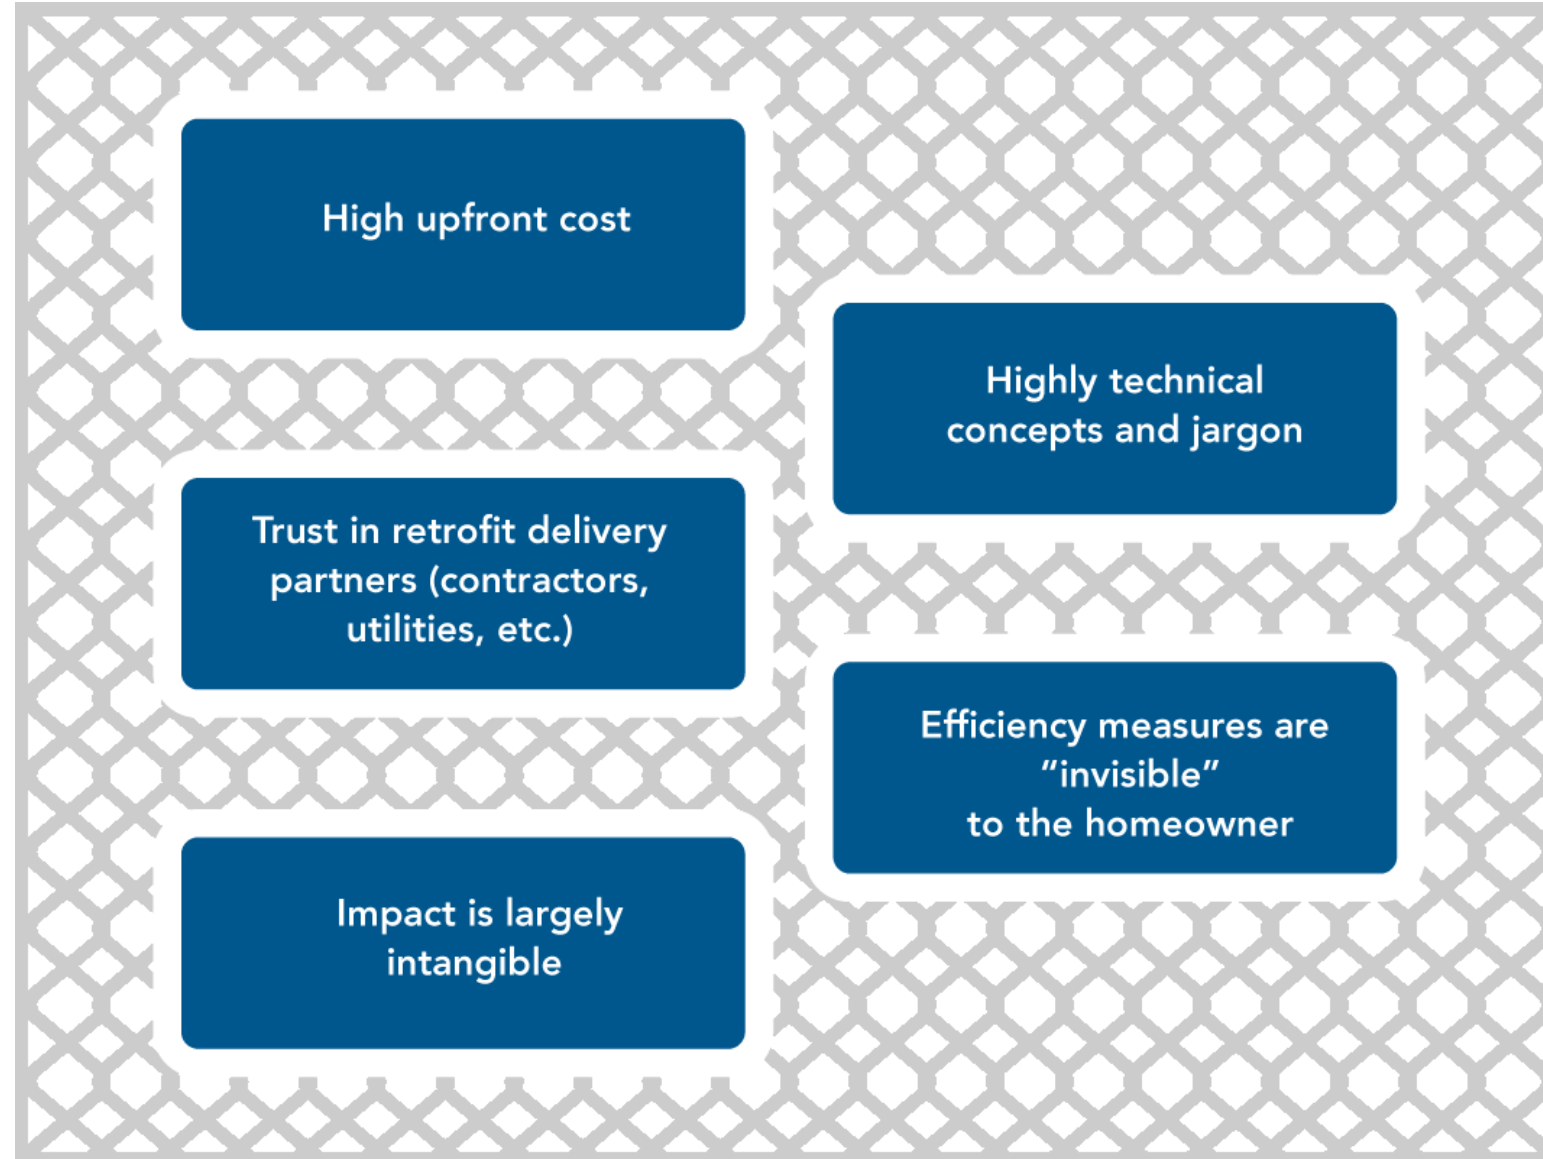 High upfront cost
Highly technical
concepts and jargon
Trust in retrofit delivery
partners (contractors,
utilities, etc.)
Efficiency measures are
“invisible”
to the homeowner
Impact is largely
intangible